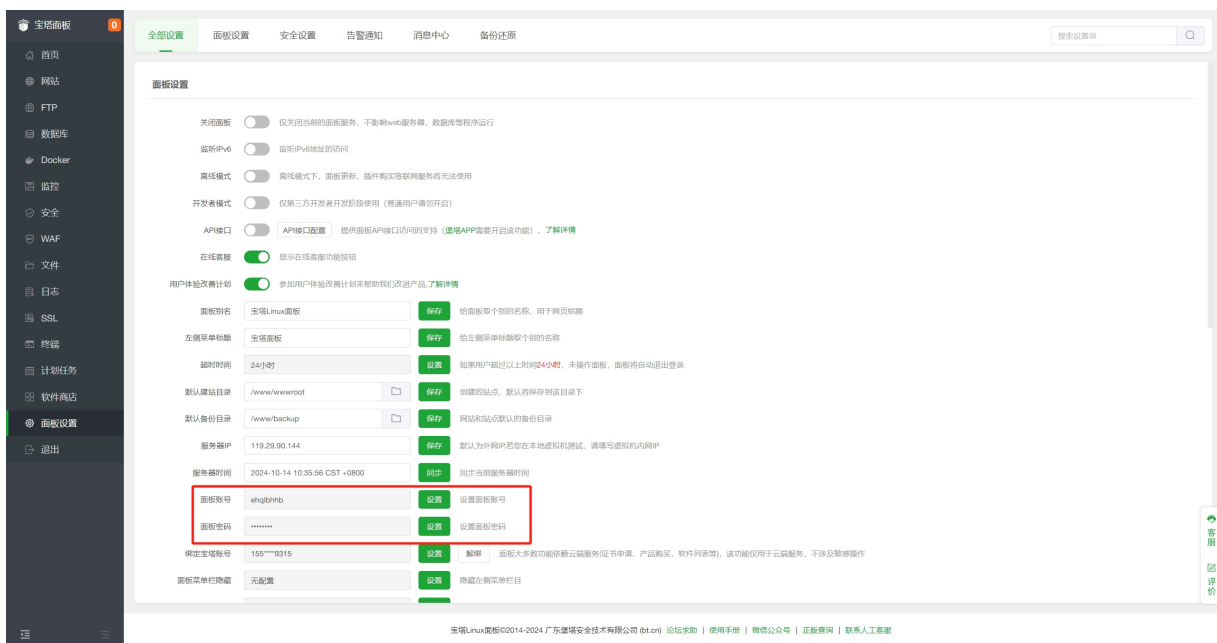 宝塔面板 0
首页
网站
FTP
数据库
Docker
监控
安全
WAF
文件
日志
SSL
终端
计划任务
软件商店
面板设置
退出
全部设置 面板设置 安全设置 告警通知 消息中心 备份还原 搜索设置项
面板设置
关闭面板 仅关闭当前的面板服务，不影响web服务器，数据库等程序运行
监听IPv6 监听IPv6地址的访问
离线模式 离线模式下，面板更新，插件购买等联网服务将无法使用
开发者模式 仅第三方开发者开发阶段使用（普通用户请勿开启）
API接口 API接口配置 提供面板API接口访问的支持（堡塔APP需要开启该功能），了解详情
在线客服 显示在线客服功能按钮
用户体验改善计划 参加用户体验改善计划来帮助我们改进产品,了解详情
面板别名 宝塔Linux面板 保存 给面板取个别的名称，用于网页标题
左侧菜单标题 宝塔面板 保存 给左侧菜单标题取个别的名称
超时时间 24小时 设置 如果用户超过以上时间24小时，未操作面板，面板将自动退出登录
默认建站目录 /www/wwwroot 保存 创建的站点，默认将保存到该目录下
默认备份目录 /www/backup 保存 网站和站点默认的备份目录
服务器IP 119.29.90.144 保存 默认为外网IP,若您在本地虚拟机测试，请填写虚拟机内网IP
服务器时间 2024-10-14 10:35:56 CST +0800 同步 同步当前服务器时间
面板账号 ehqlbhhb 设置 设置面板账号
面板密码 •••••••• 设置 设置面板密码
绑定宝塔账号 155****9315 设置 解绑 面板大多数功能依赖云端服务(证书申请，产品购买，软件列表等)，该功能仅用于云端服务，不涉及敏感操作
面板菜单栏隐藏 无配置 设置 隐藏左侧菜单栏目
客服
评价
宝塔Linux面板©2014-2024 广东堡塔安全技术有限公司 (bt.cn) 论坛求助 | 使用手册 | 微信公众号 | 正版查询 | 联系人工客服